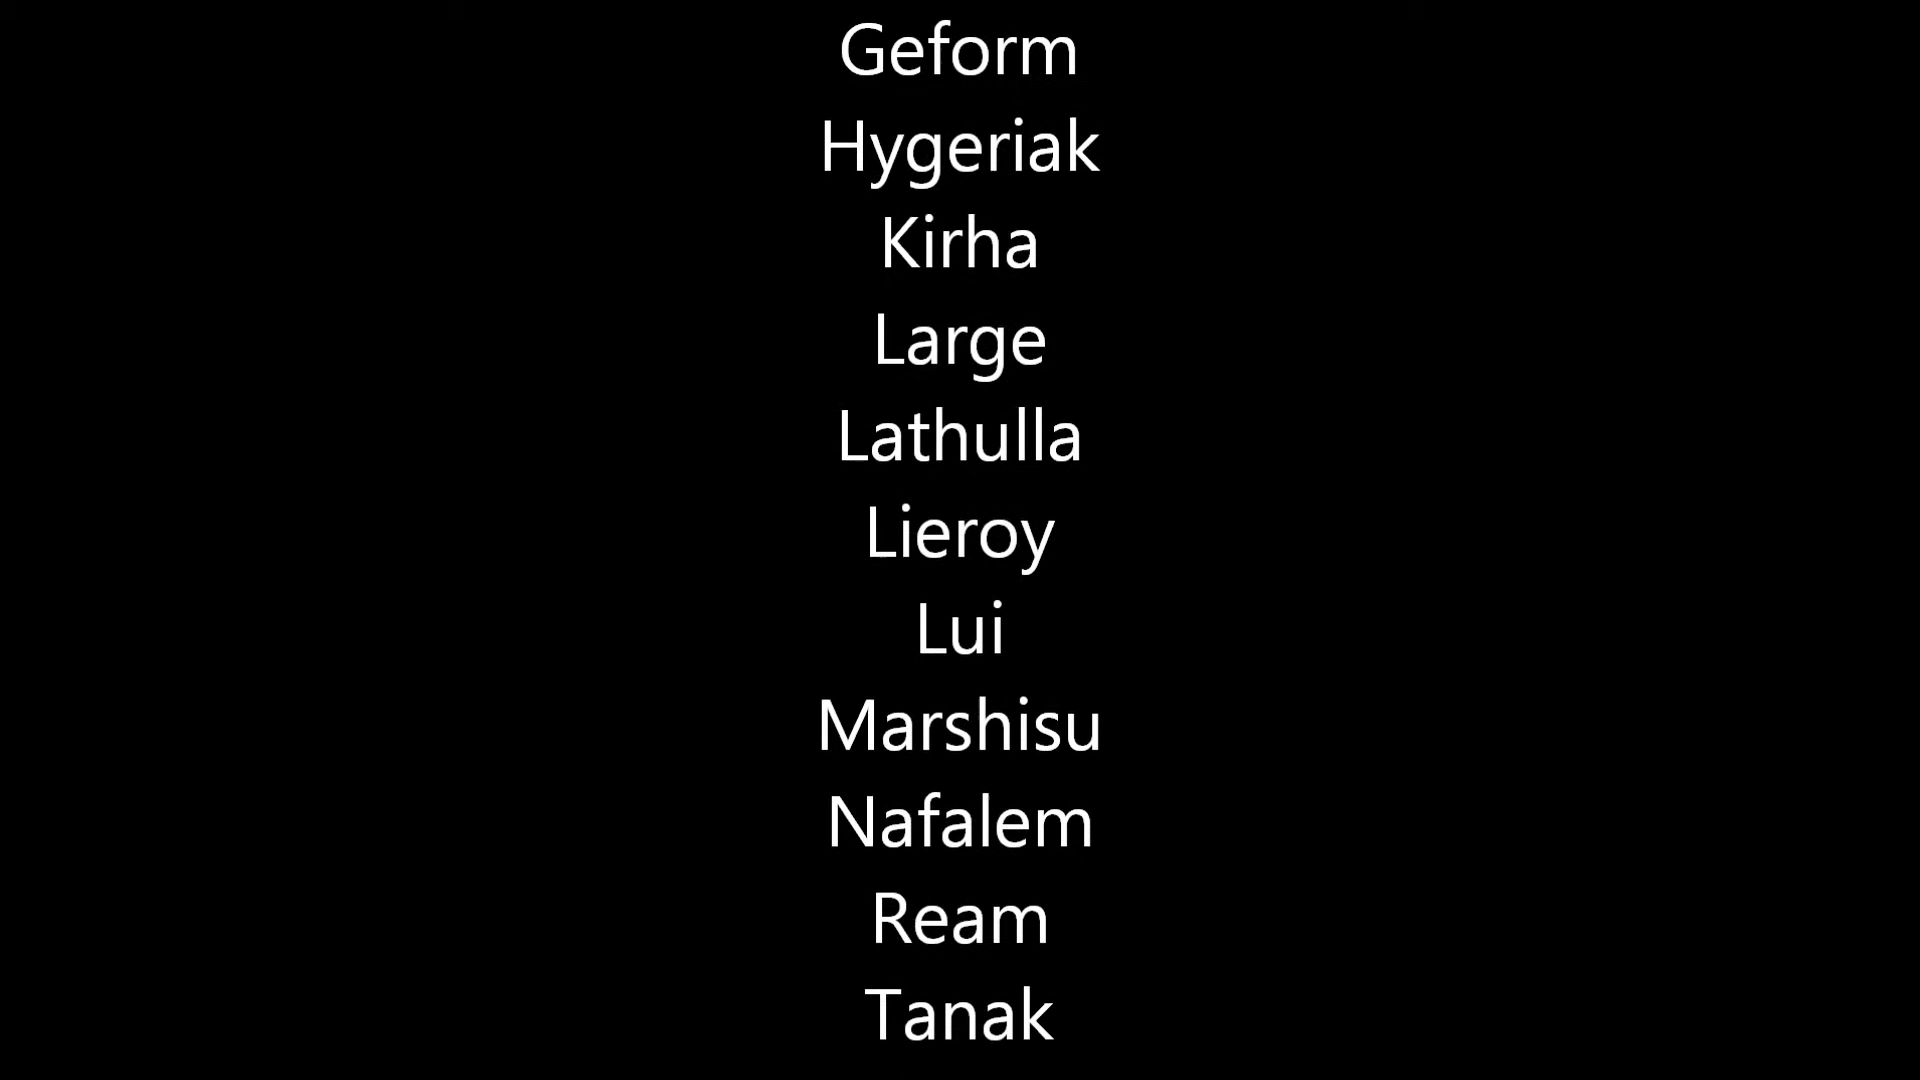 Geform
Hygeriak
Kirha
Large
Lathulla
Lieroy
Lui
Marshisu
Nafalem
Ream
Tanak